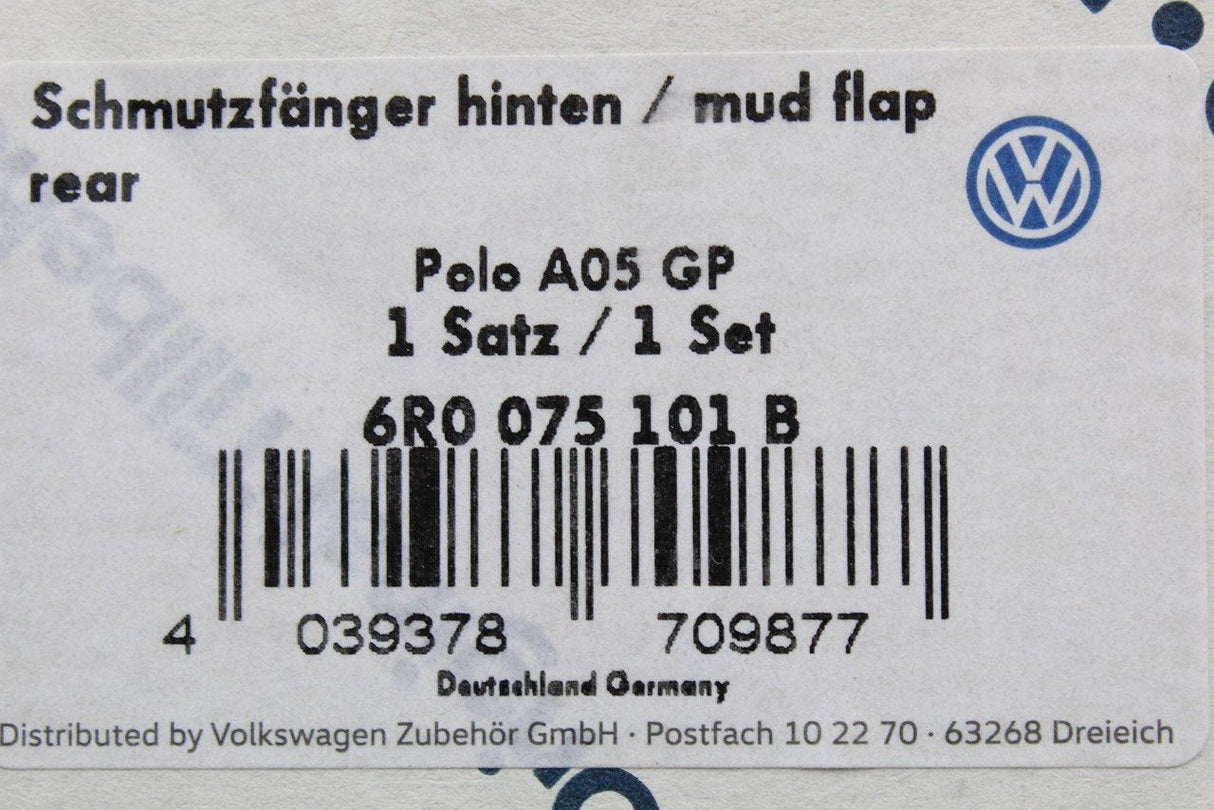 Schmutzfänger hinten / mud flap
rear
Polo A05 GP
1 Satz / 1 Set
6R0 075 101 B
4 039378 709877
Deutschland Germany
Distributed by Volkswagen Zubehör GmbH · Postfach 10 22 70 · 63268 Dreieich